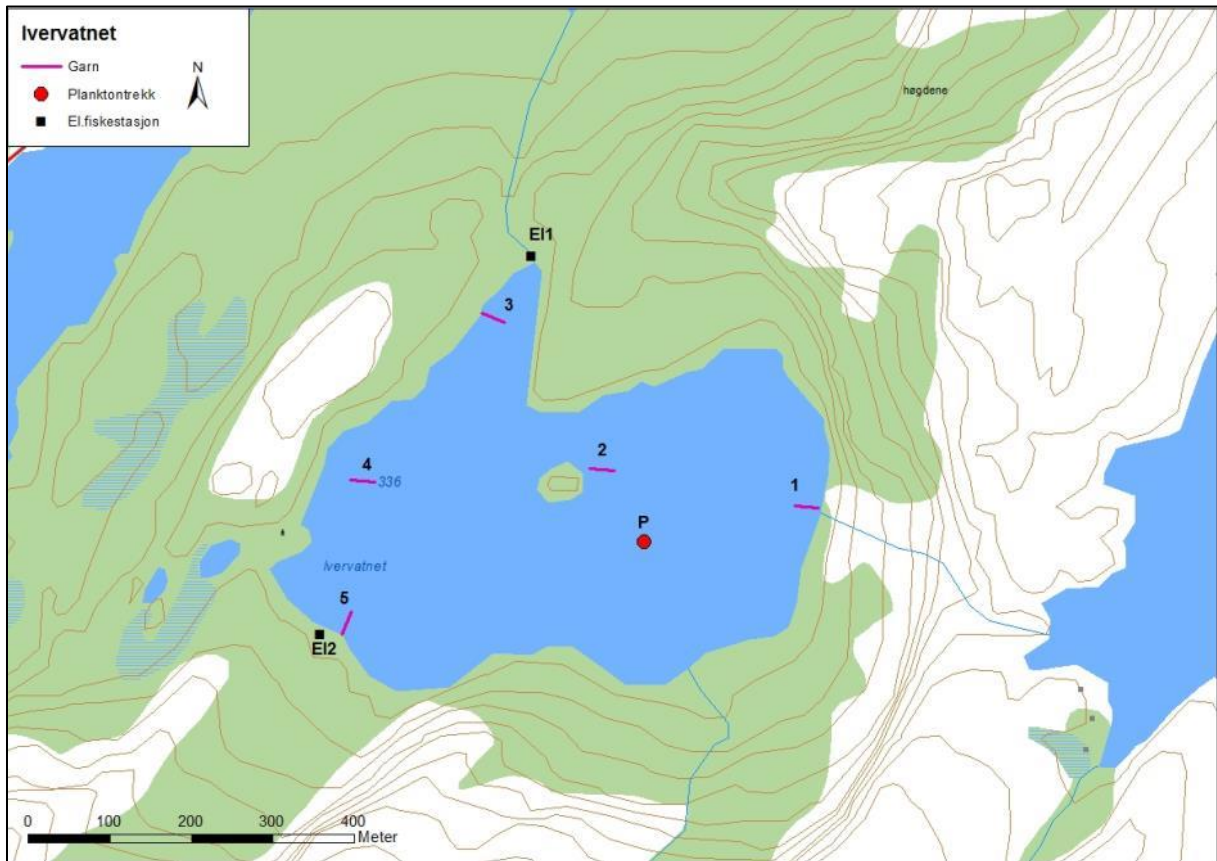 Ivervatnet
Garn
Planktontrekk
El.fiskestasjon
N
høgdene
El1
3
2
4
336
1
P
Ivervatnet
5
El2
0 100 200 300 400
Meter